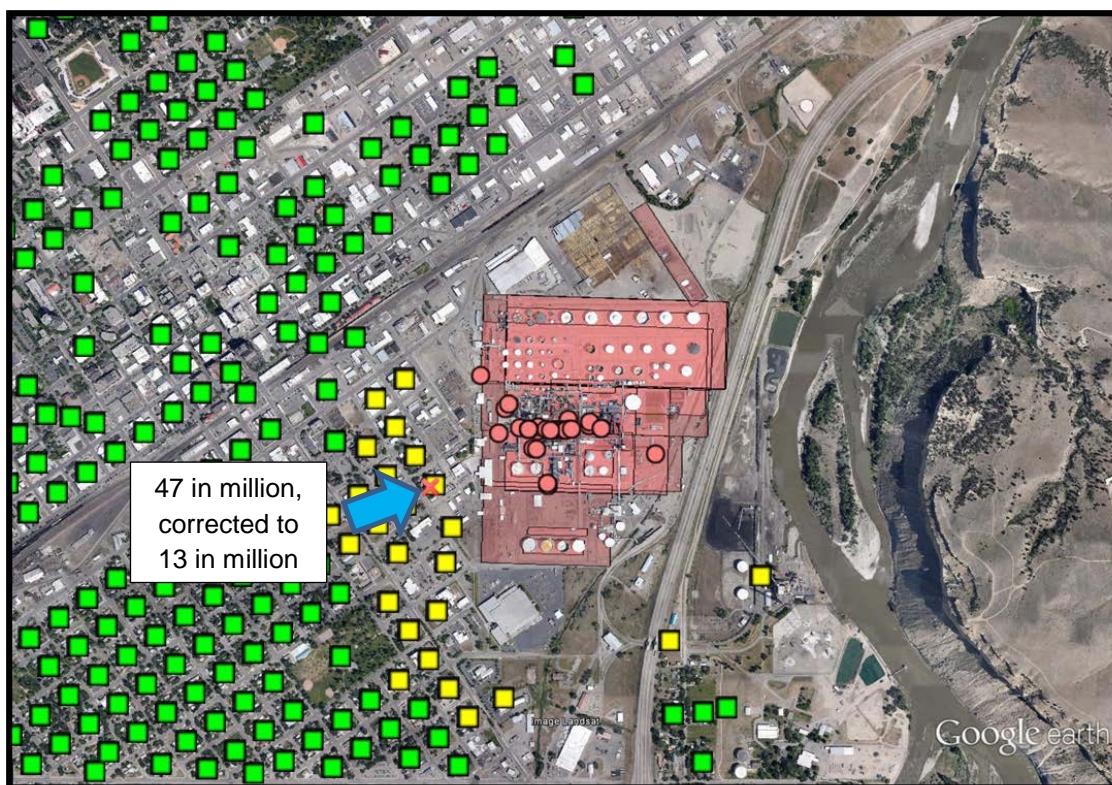 47 in million,
corrected to
13 in million
Image Landsat
Google earth